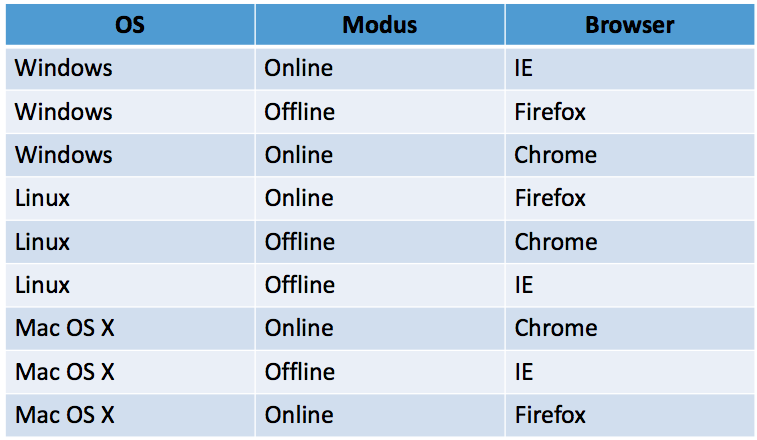 OS Modus Browser
Windows Online IE
Windows Offline Firefox
Windows Online Chrome
Linux Online Firefox
Linux Offline Chrome
Linux Offline IE
Mac OS X Online Chrome
Mac OS X Offline IE
Mac OS X Online Firefox